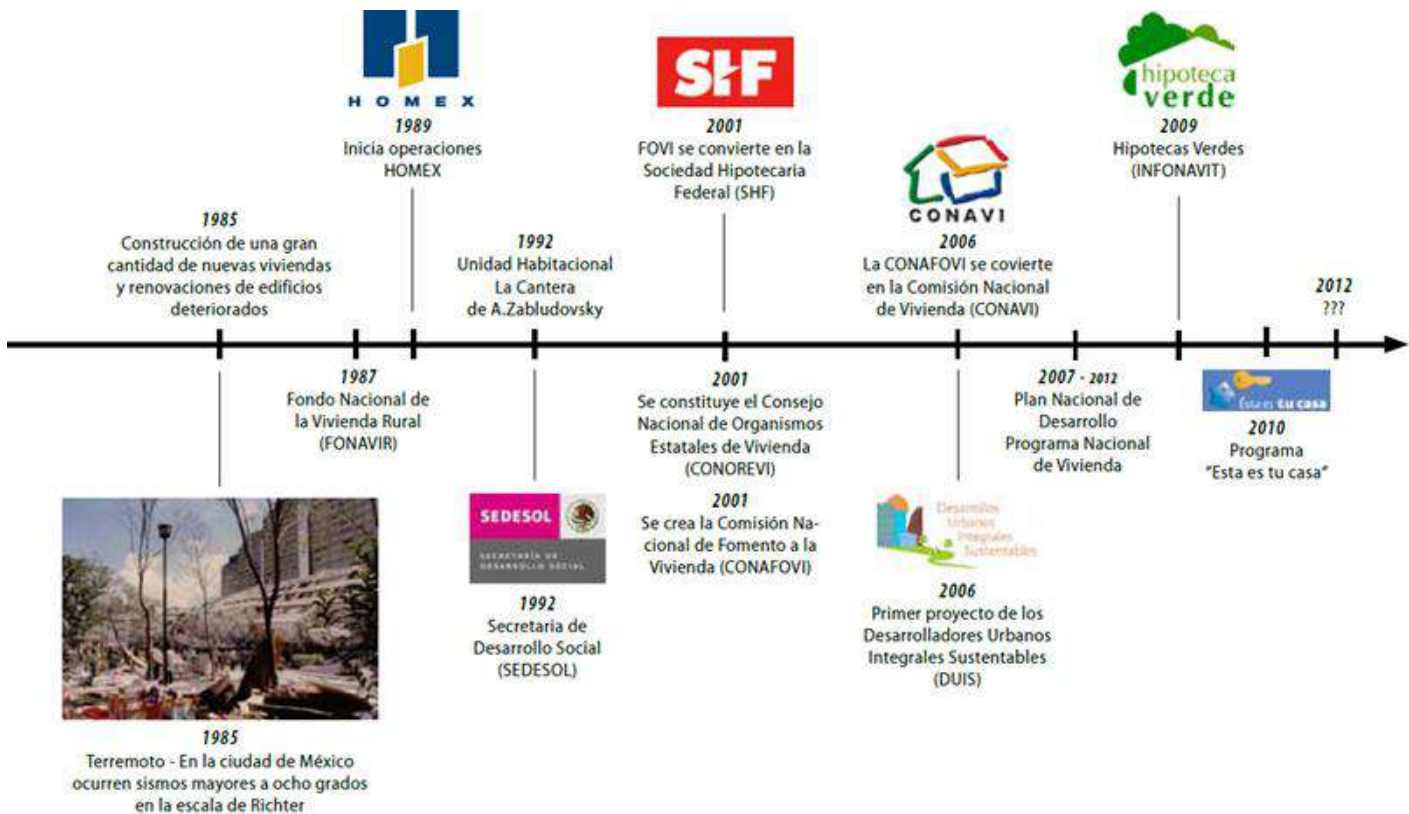 HOMEX
1989
Inicia operaciones
HOMEX
SHF
2001
FOVI se convierte en la
Sociedad Hipotecaria
Federal (SHF)
hipoteca
verde
2009
Hipotecas Verdes
(INFONAVIT)
CONAVI
2006
La CONAFOVI se covierte
en la Comisión Nacional
de Vivienda (CONAVI)
1985
Construcción de una gran
cantidad de nuevas viviendas
y renovaciones de edificios
deteriorados
1992
Unidad Habitacional
La Cantera
de A.Zabludovsky
2012
???
1987
Fondo Nacional de
la Vivienda Rural
(FONAVIR)
2001
Se constituye el Consejo
Nacional de Organismos
Estatales de Vivienda
(CONOREVI)
2001
Se crea la Comisión Na-
cional de Fomento a la
Vivienda (CONAFOVI)
2007 - 2012
Plan Nacional de
Desarrollo
Programa Nacional
de Vivienda
Ésta es tu casa
2010
Programa
"Esta es tu casa"
SEDESOL
SECRETARÍA DE
DESARROLLO SOCIAL
1992
Secretaria de
Desarrollo Social
(SEDESOL)
Desarrollos
Urbanos
Integrales
Sustentables
2006
Primer proyecto de los
Desarrolladores Urbanos
Integrales Sustentables
(DUIS)
1985
Terremoto - En la ciudad de México
ocurren sismos mayores a ocho grados
en la escala de Richter